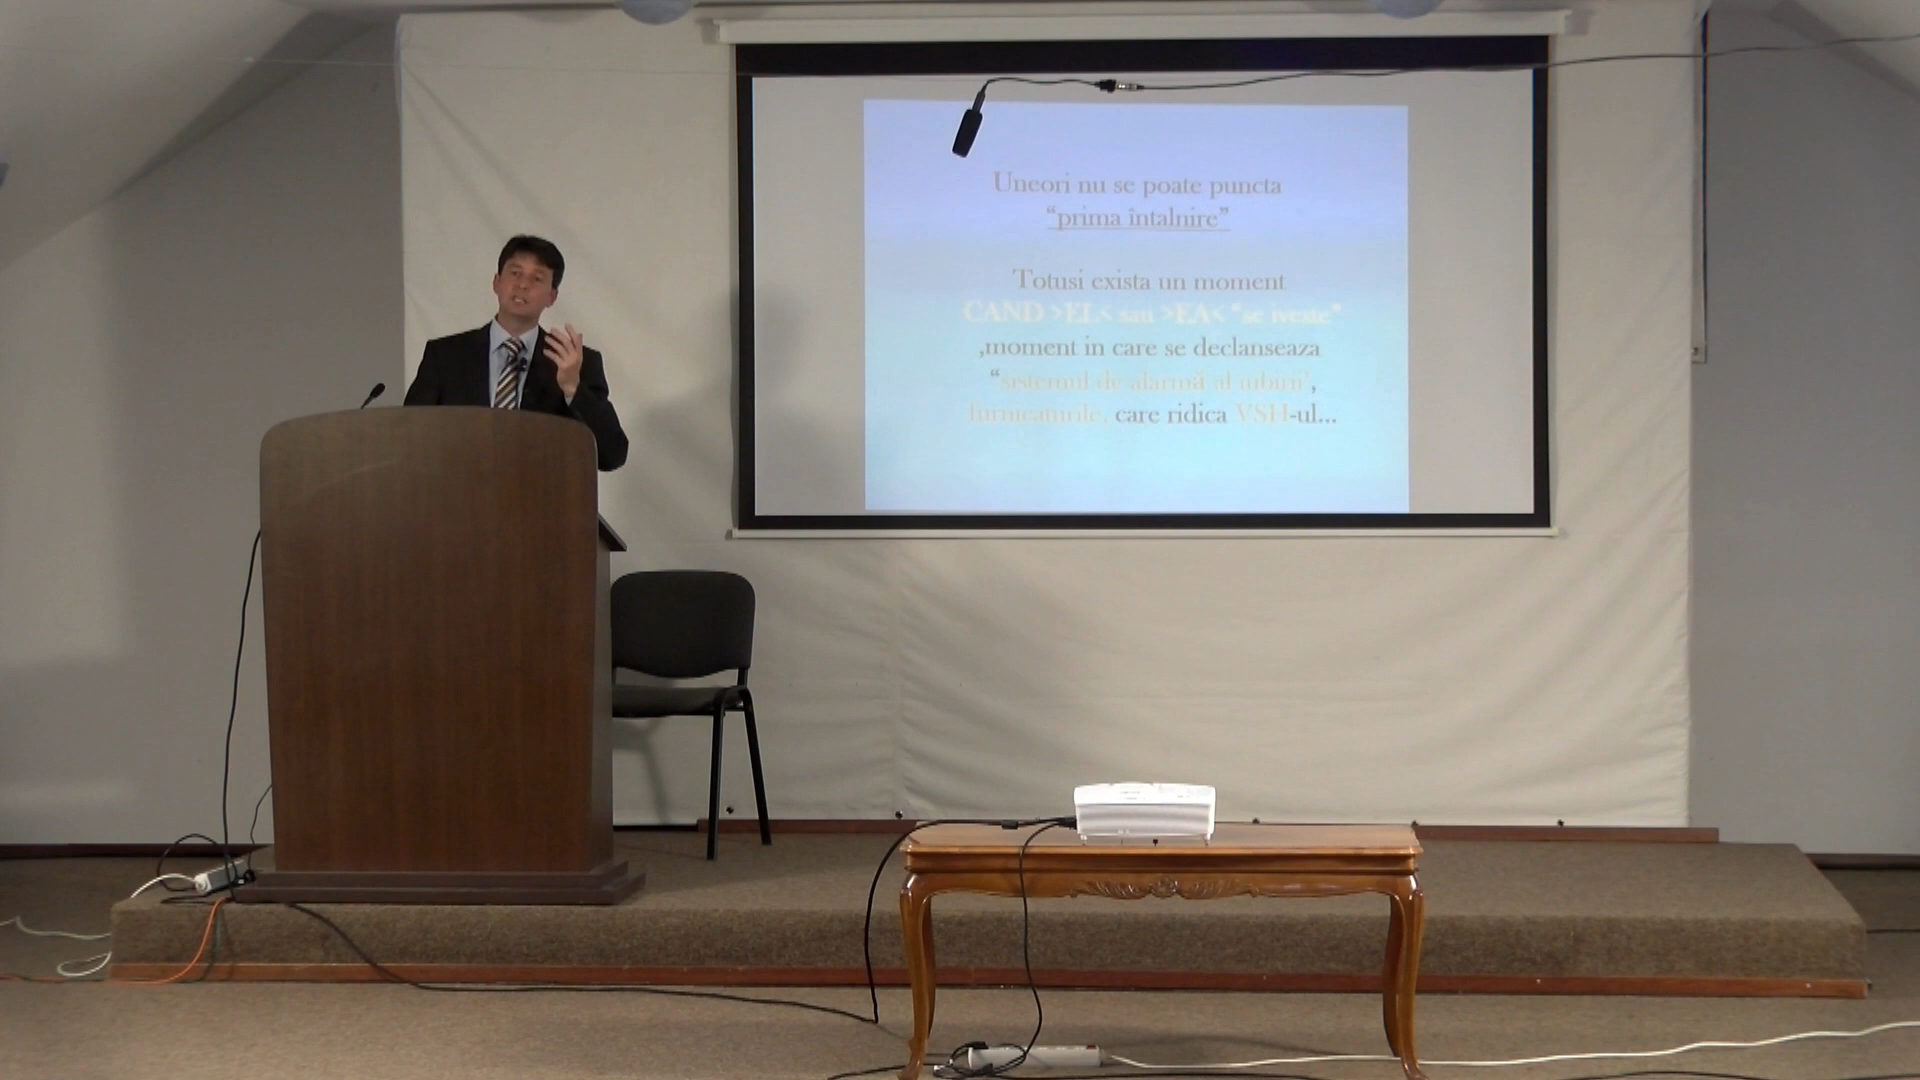 Uneori nu se poate puncta
“prima întalnire”
Totusi exista un moment
CAND >EL< sau >EA< “se iveste”
,moment in care se declanseaza
“sistemul de alarmă al iubirii”,
furnicaturile, care ridica VSH-ul...